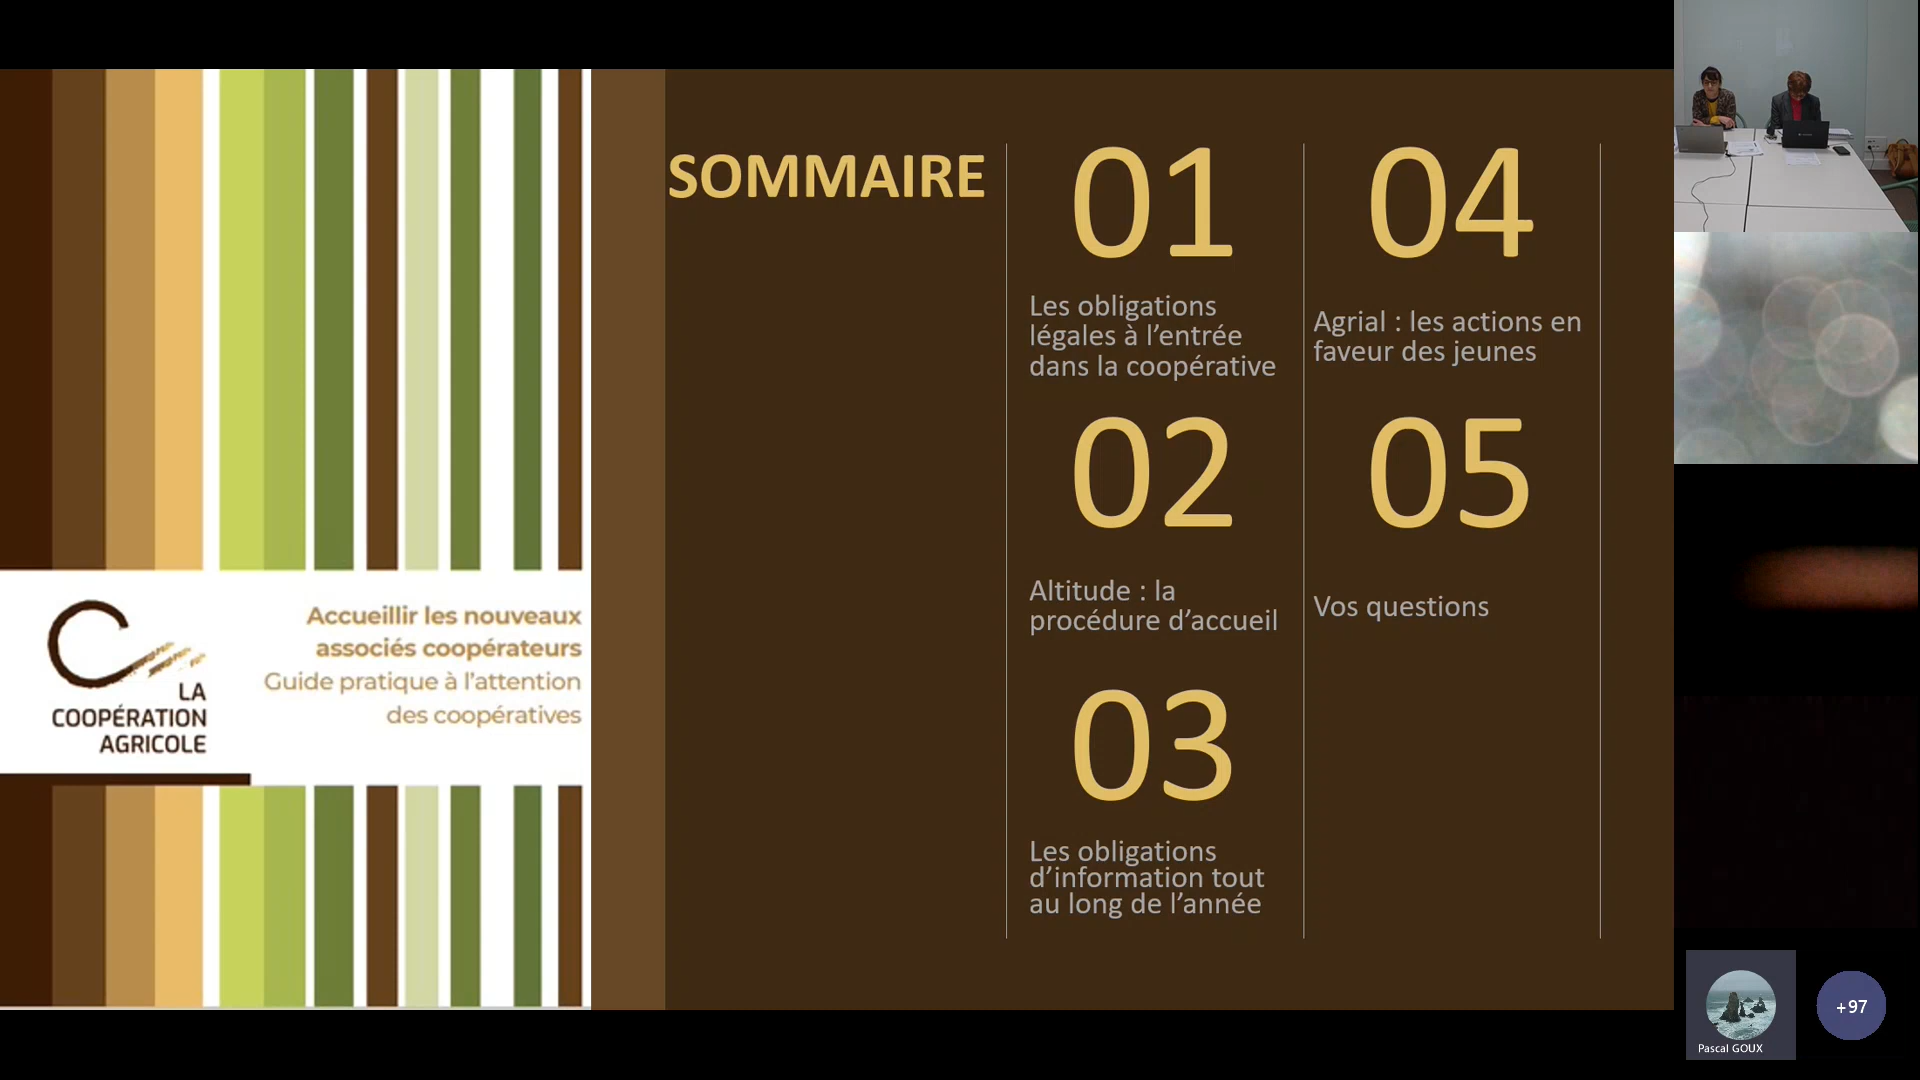 LA
COOPÉRATION
AGRICOLE
Accueillir les nouveaux
associés coopérateurs
Guide pratique à l'attention
des coopératives
SOMMAIRE
01
Les obligations
légales à l’entrée
dans la coopérative
02
Altitude : la
procédure d’accueil
03
Les obligations
d’information tout
au long de l’année
04
Agrial : les actions en
faveur des jeunes
05
Vos questions
Pascal GOUX
+97